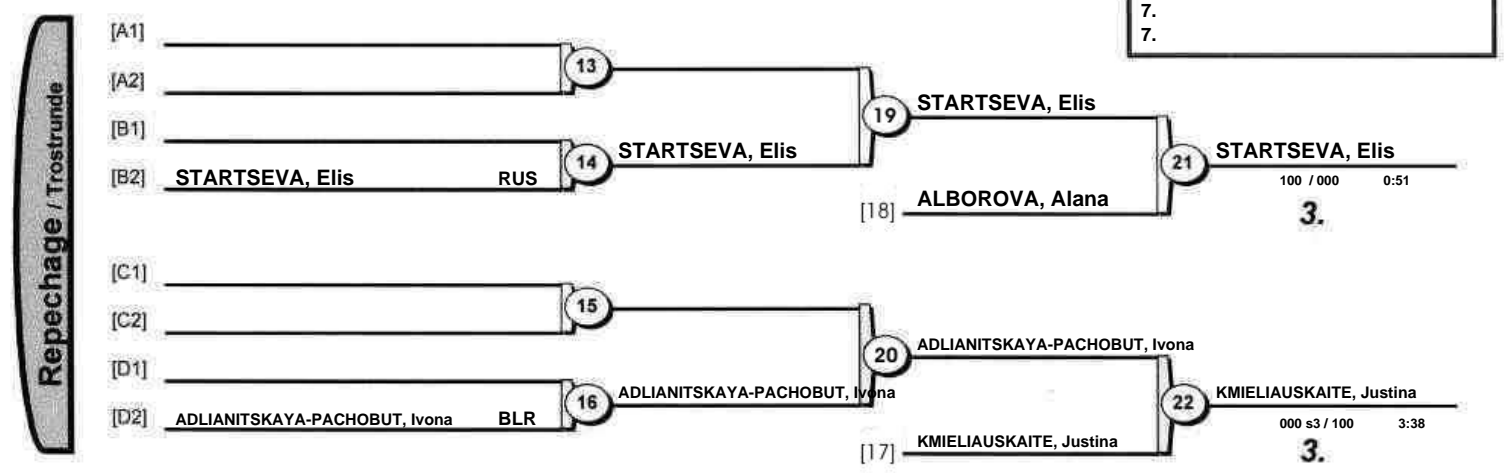 7.
7.
Repechage / Trostrunde
[A1]
13
[A2]
19
STARTSEVA, Elis
[B1]
14
STARTSEVA, Elis
21
STARTSEVA, Elis
[B2]
STARTSEVA, Elis RUS
100 / 000 0:51
[18]
ALBOROVA, Alana
3.
[C1]
15
[C2]
20
ADLIANITSKAYA-PACHOBUT, Ivona
[D1]
16
ADLIANITSKAYA-PACHOBUT, Ivona
22
KMIELIAUSKAITE, Justina
[D2]
ADLIANITSKAYA-PACHOBUT, Ivona BLR
000 s3 / 100 3:38
[17]
KMIELIAUSKAITE, Justina
3.